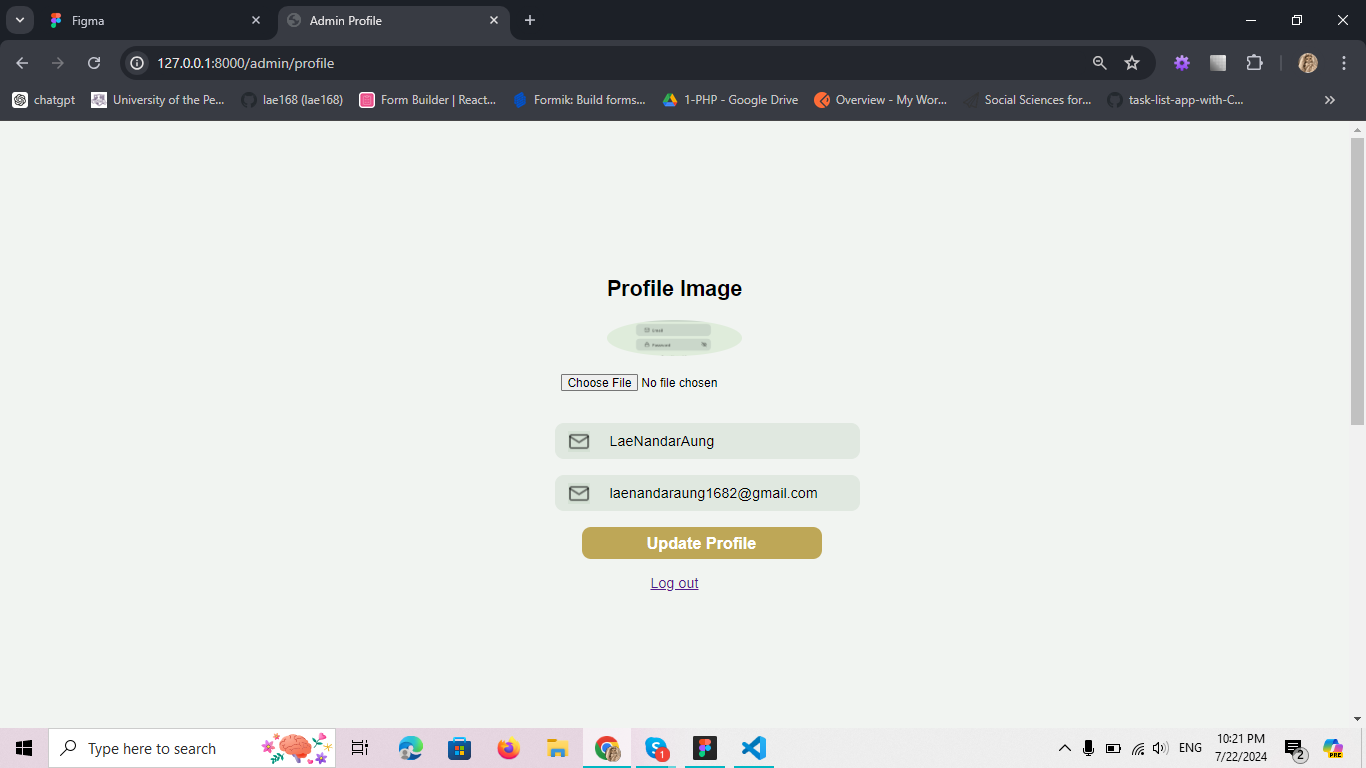 Figma
Admin Profile
127.0.0.1:8000/admin/profile
chatgpt
University of the Pe...
lae168 (lae168)
Form Builder | React...
Formik: Build forms...
1-PHP - Google Drive
Overview - My Wor...
Social Sciences for...
task-list-app-with-C...
Profile Image
Email
Password
Choose File No file chosen
LaeNandarAung
laenandaraung1682@gmail.com
Update Profile
Log out
Type here to search
1
ENG
10:21 PM
7/22/2024
2
PRE